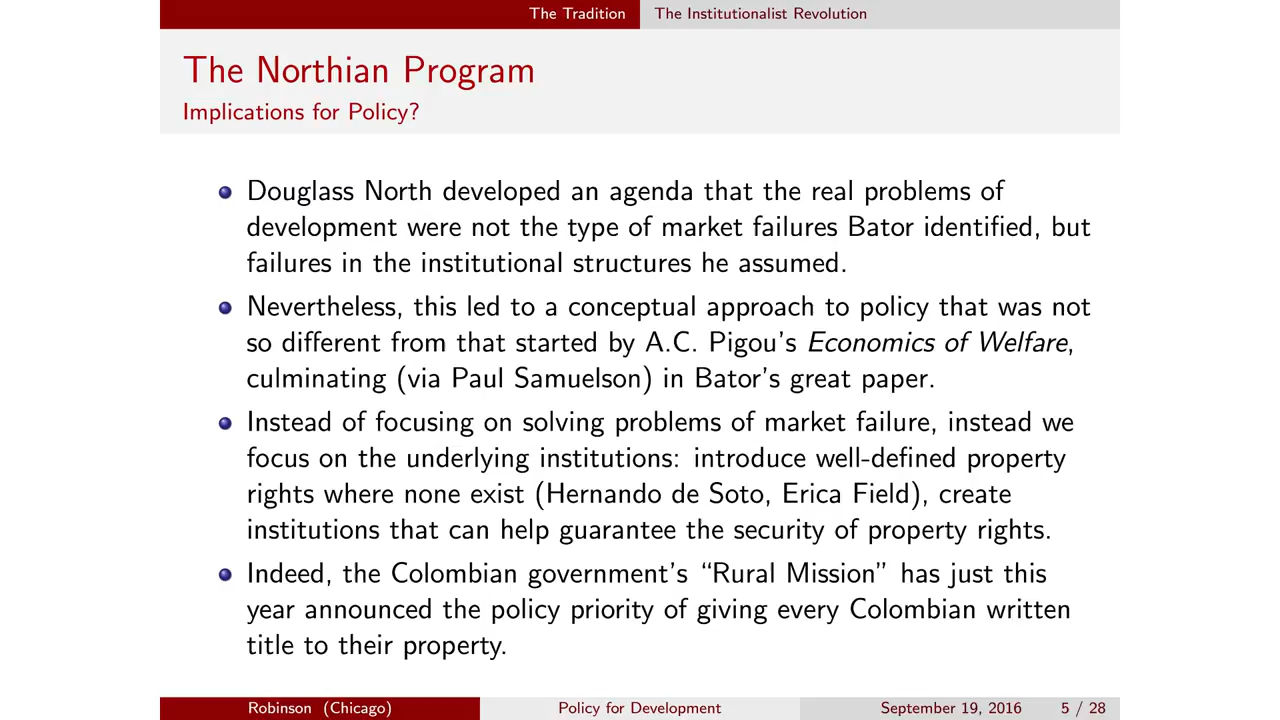 The Tradition The Institutionalist Revolution
The Northian Program
Implications for Policy?
Douglass North developed an agenda that the real problems of
development were not the type of market failures Bator identified, but
failures in the institutional structures he assumed.
Nevertheless, this led to a conceptual approach to policy that was not
so different from that started by A.C. Pigou's Economics of Welfare,
culminating (via Paul Samuelson) in Bator's great paper.
Instead of focusing on solving problems of market failure, instead we
focus on the underlying institutions: introduce well-defined property
rights where none exist (Hernando de Soto, Erica Field), create
institutions that can help guarantee the security of property rights.
Indeed, the Colombian government's “Rural Mission” has just this
year announced the policy priority of giving every Colombian written
title to their property.
Robinson (Chicago) Policy for Development September 19, 2016 5 / 28